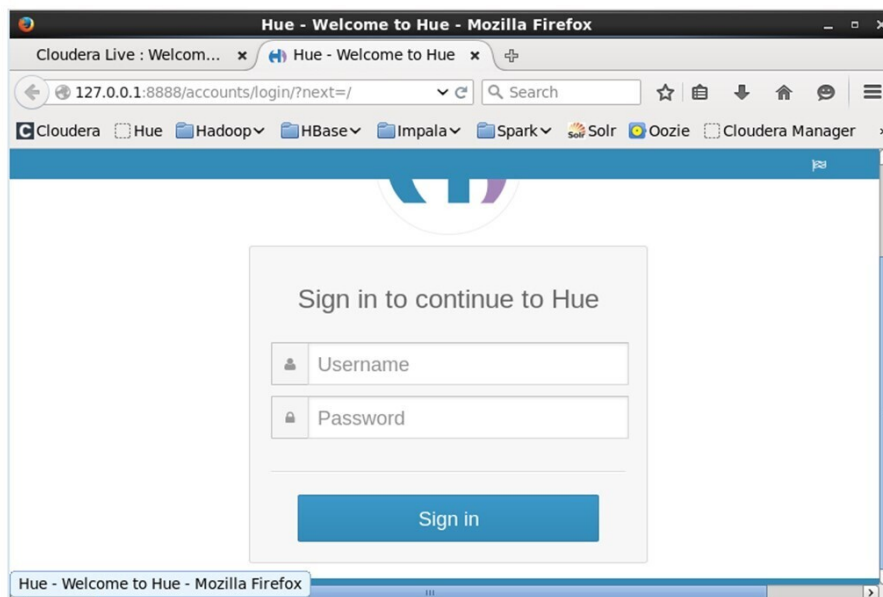 Hue - Welcome to Hue - Mozilla Firefox
Cloudera Live : Welcom... Hue - Welcome to Hue
127.0.0.1:8888/accounts/login/?next=/ Search
Cloudera Hue Hadoop HBase Impala Spark Solr Oozie Cloudera Manager
Sign in to continue to Hue
Username
Password
Sign in
Hue - Welcome to Hue - Mozilla Firefox